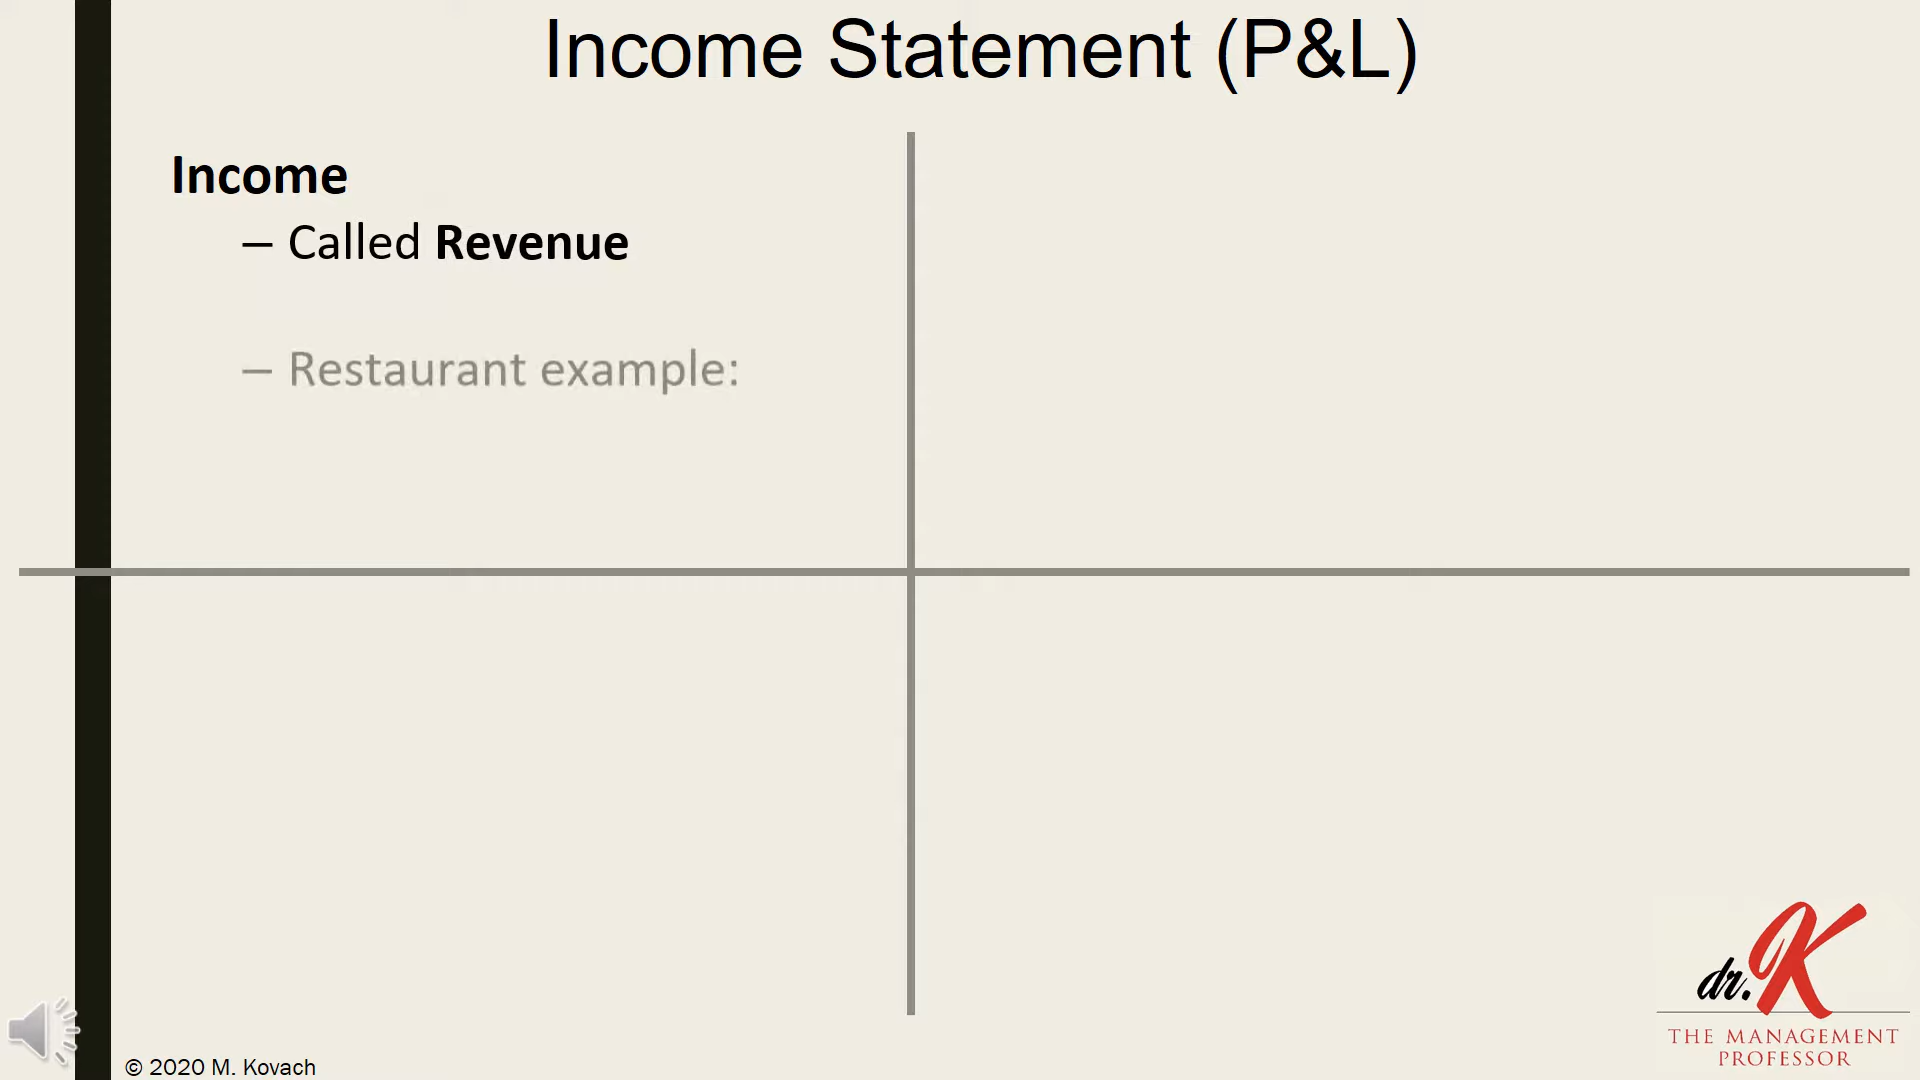 Income Statement (P&L)
Income
– Called Revenue
– Restaurant example:
dr.K
THE MANAGEMENT
PROFESSOR
© 2020 M. Kovach